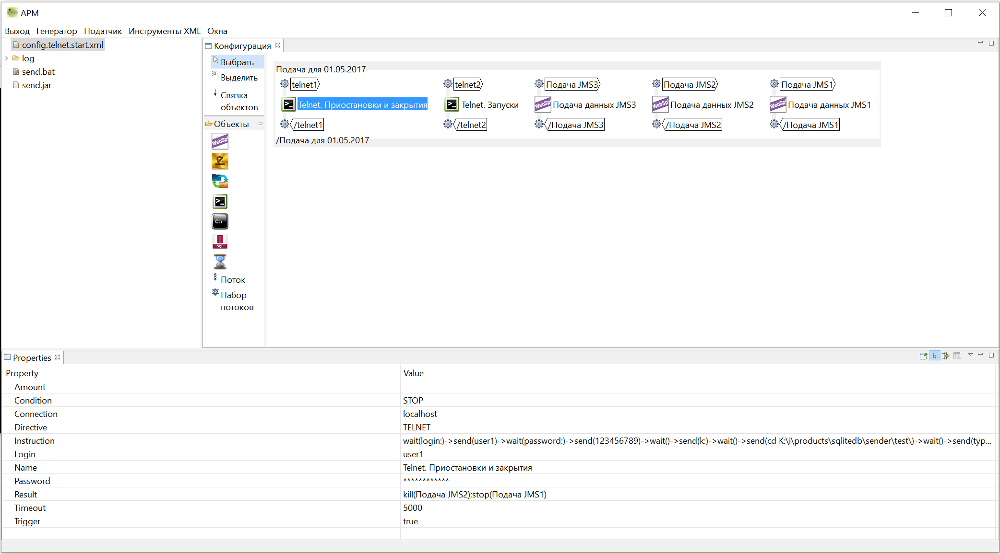 APM
Выход Генератор Податчик Инструменты XML Окна
config.telnet.start.xml
log
send.bat
send.jar
Конфигурация
Выбрать
Выделить
Связка
объектов
Объекты
WebSpl
C:\_
SQL
Поток
Набор
потоков
Подача для 01.05.2017
telnet1 telnet2 Подача JMS3 Подача JMS2 Подача JMS1
Telnet. Приостановки и закрытия Telnet. Запуски WebSpl Подача данных JMS3 WebSpl Подача данных JMS2 WebSpl Подача данных JMS1
/telnet1 /telnet2 /Подача JMS3 /Подача JMS2 /Подача JMS1
/Подача для 01.05.2017
Properties
Property Value
Amount
Condition STOP
Connection localhost
Directive TELNET
Instruction wait(login:)->send(user1)->wait(password:)->send(123456789)->wait()->send(k:)->wait()->send(cd K:\i\products\sqlitedb\sender\test\)->wait()->send(typ...
Login user1
Name Telnet. Приостановки и закрытия
Password ************
Result kill(Подача JMS2);stop(Подача JMS1)
Timeout 5000
Trigger true